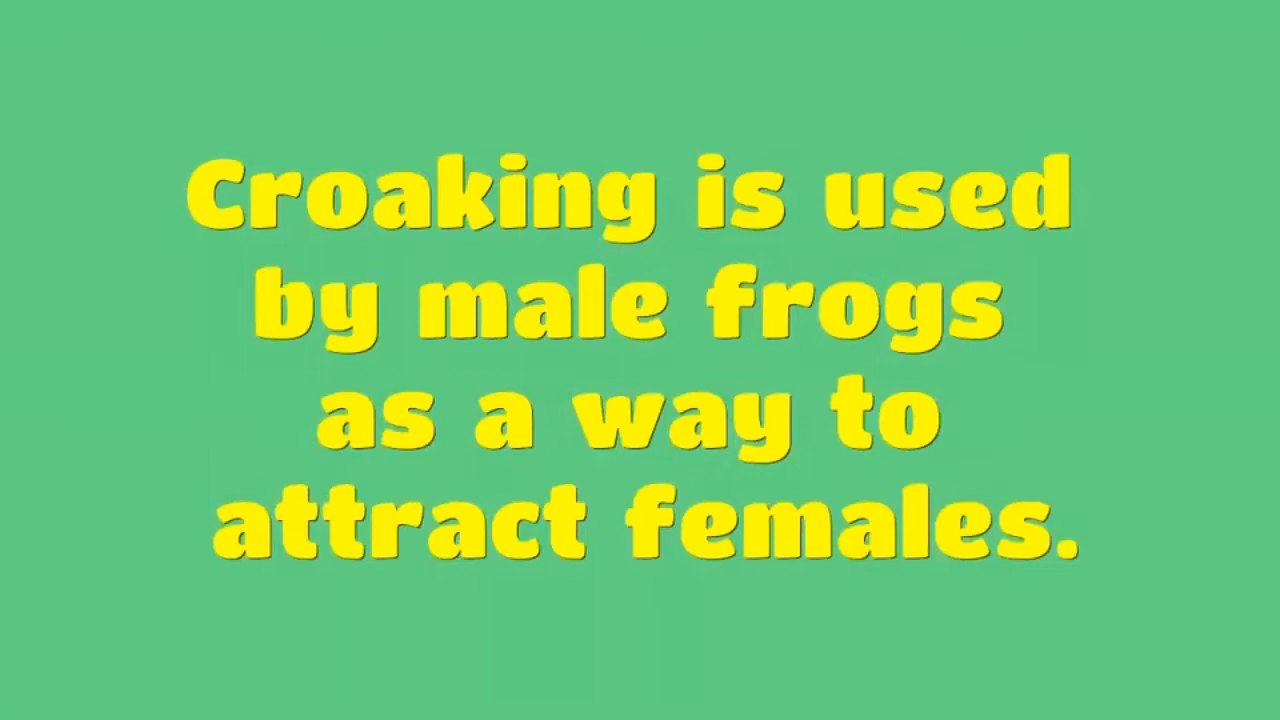 Croaking is used
by male frogs
as a way to
attract females.